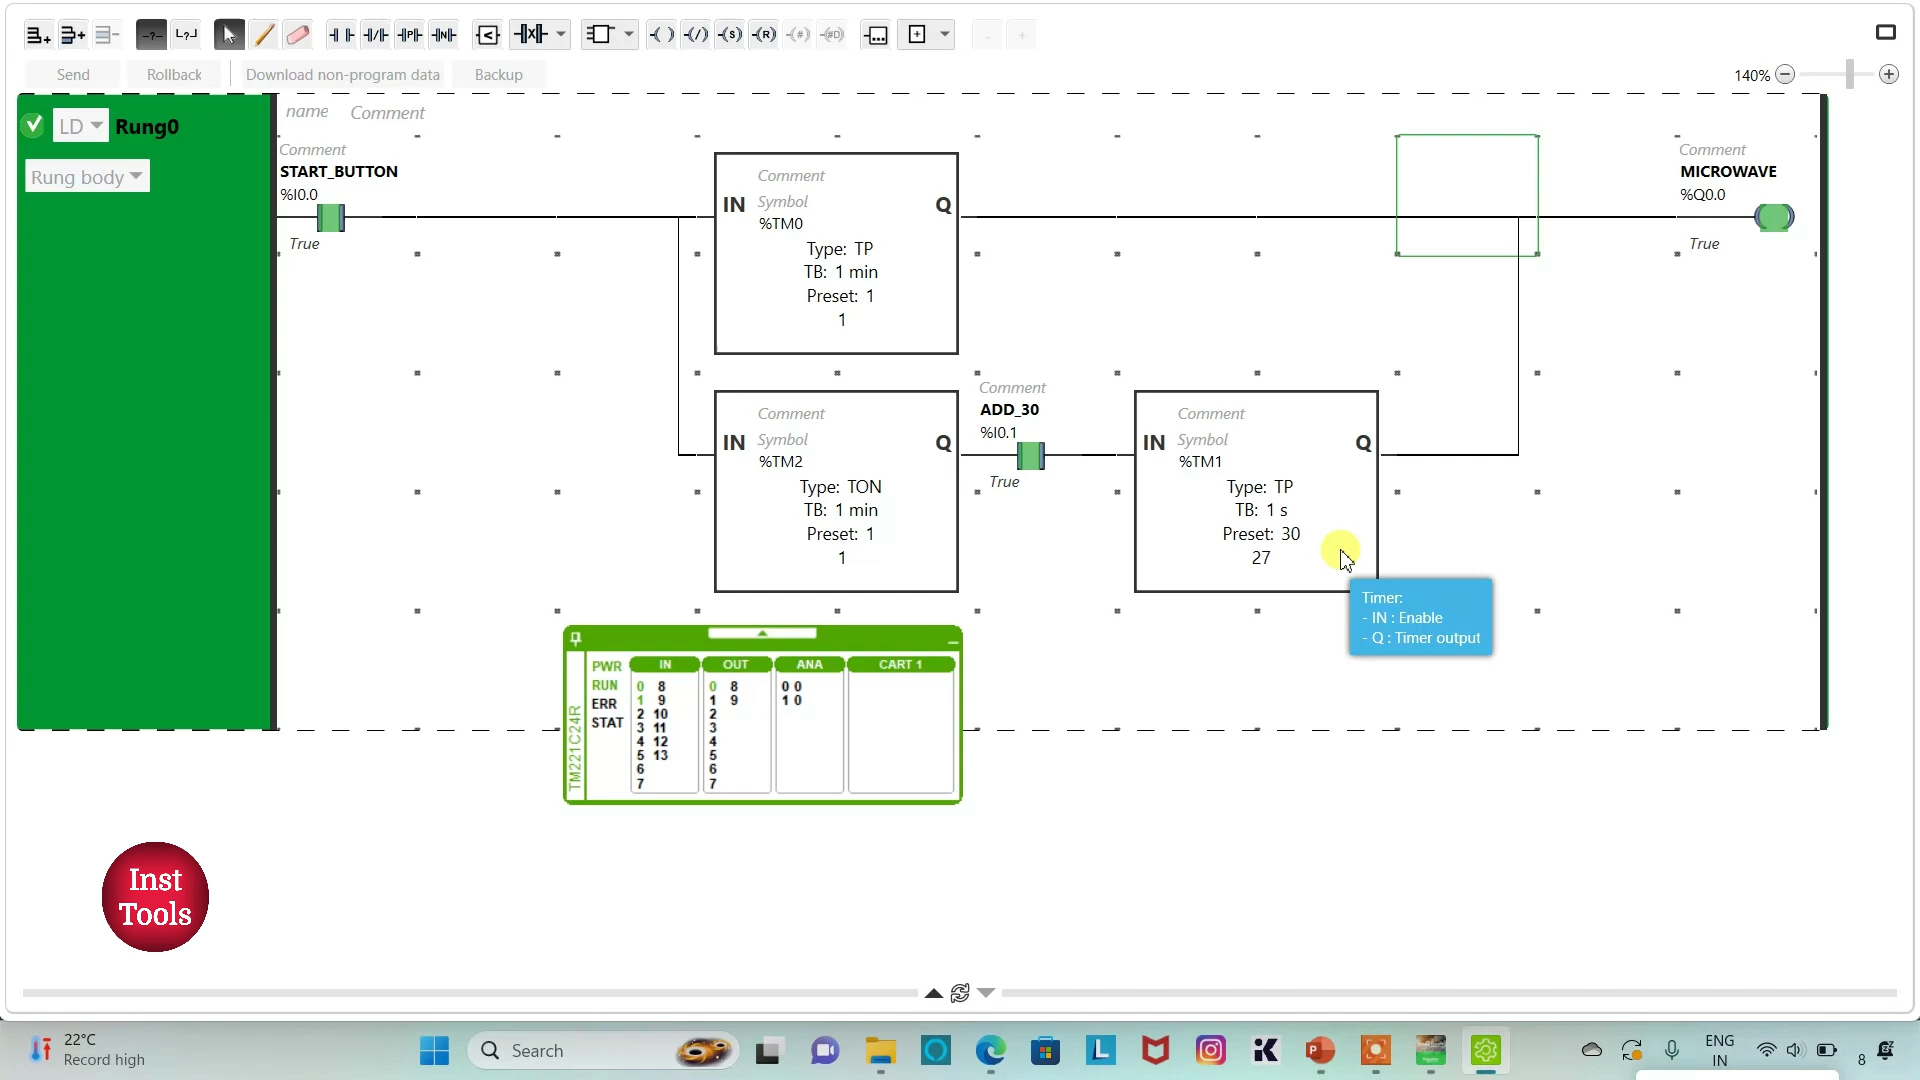 Send
Rollback
Download non-program data
Backup
140%
LD
Rung0
Rung body
name
Comment
Comment
START_BUTTON
%I0.0
True
Comment
Symbol
IN
Q
%TM0
Type: TP
TB: 1 min
Preset: 1
1
Comment
MICROWAVE
%Q0.0
True
Comment
Symbol
IN
Q
%TM2
Type: TON
TB: 1 min
Preset: 1
1
Comment
ADD_30
%I0.1
True
Comment
Symbol
IN
Q
%TM1
Type: TP
TB: 1 s
Preset: 30
27
Timer:
- IN : Enable
- Q : Timer output
TM221C24R
PWR
RUN
ERR
STAT
IN
0 8
1 9
2 10
3 11
4 12
5 13
6
7
OUT
0 8
1 9
2
3
4
5
6
7
ANA
0 0
1 0
CART 1
Inst
Tools
22°C
Record high
Search
ENG
IN
8